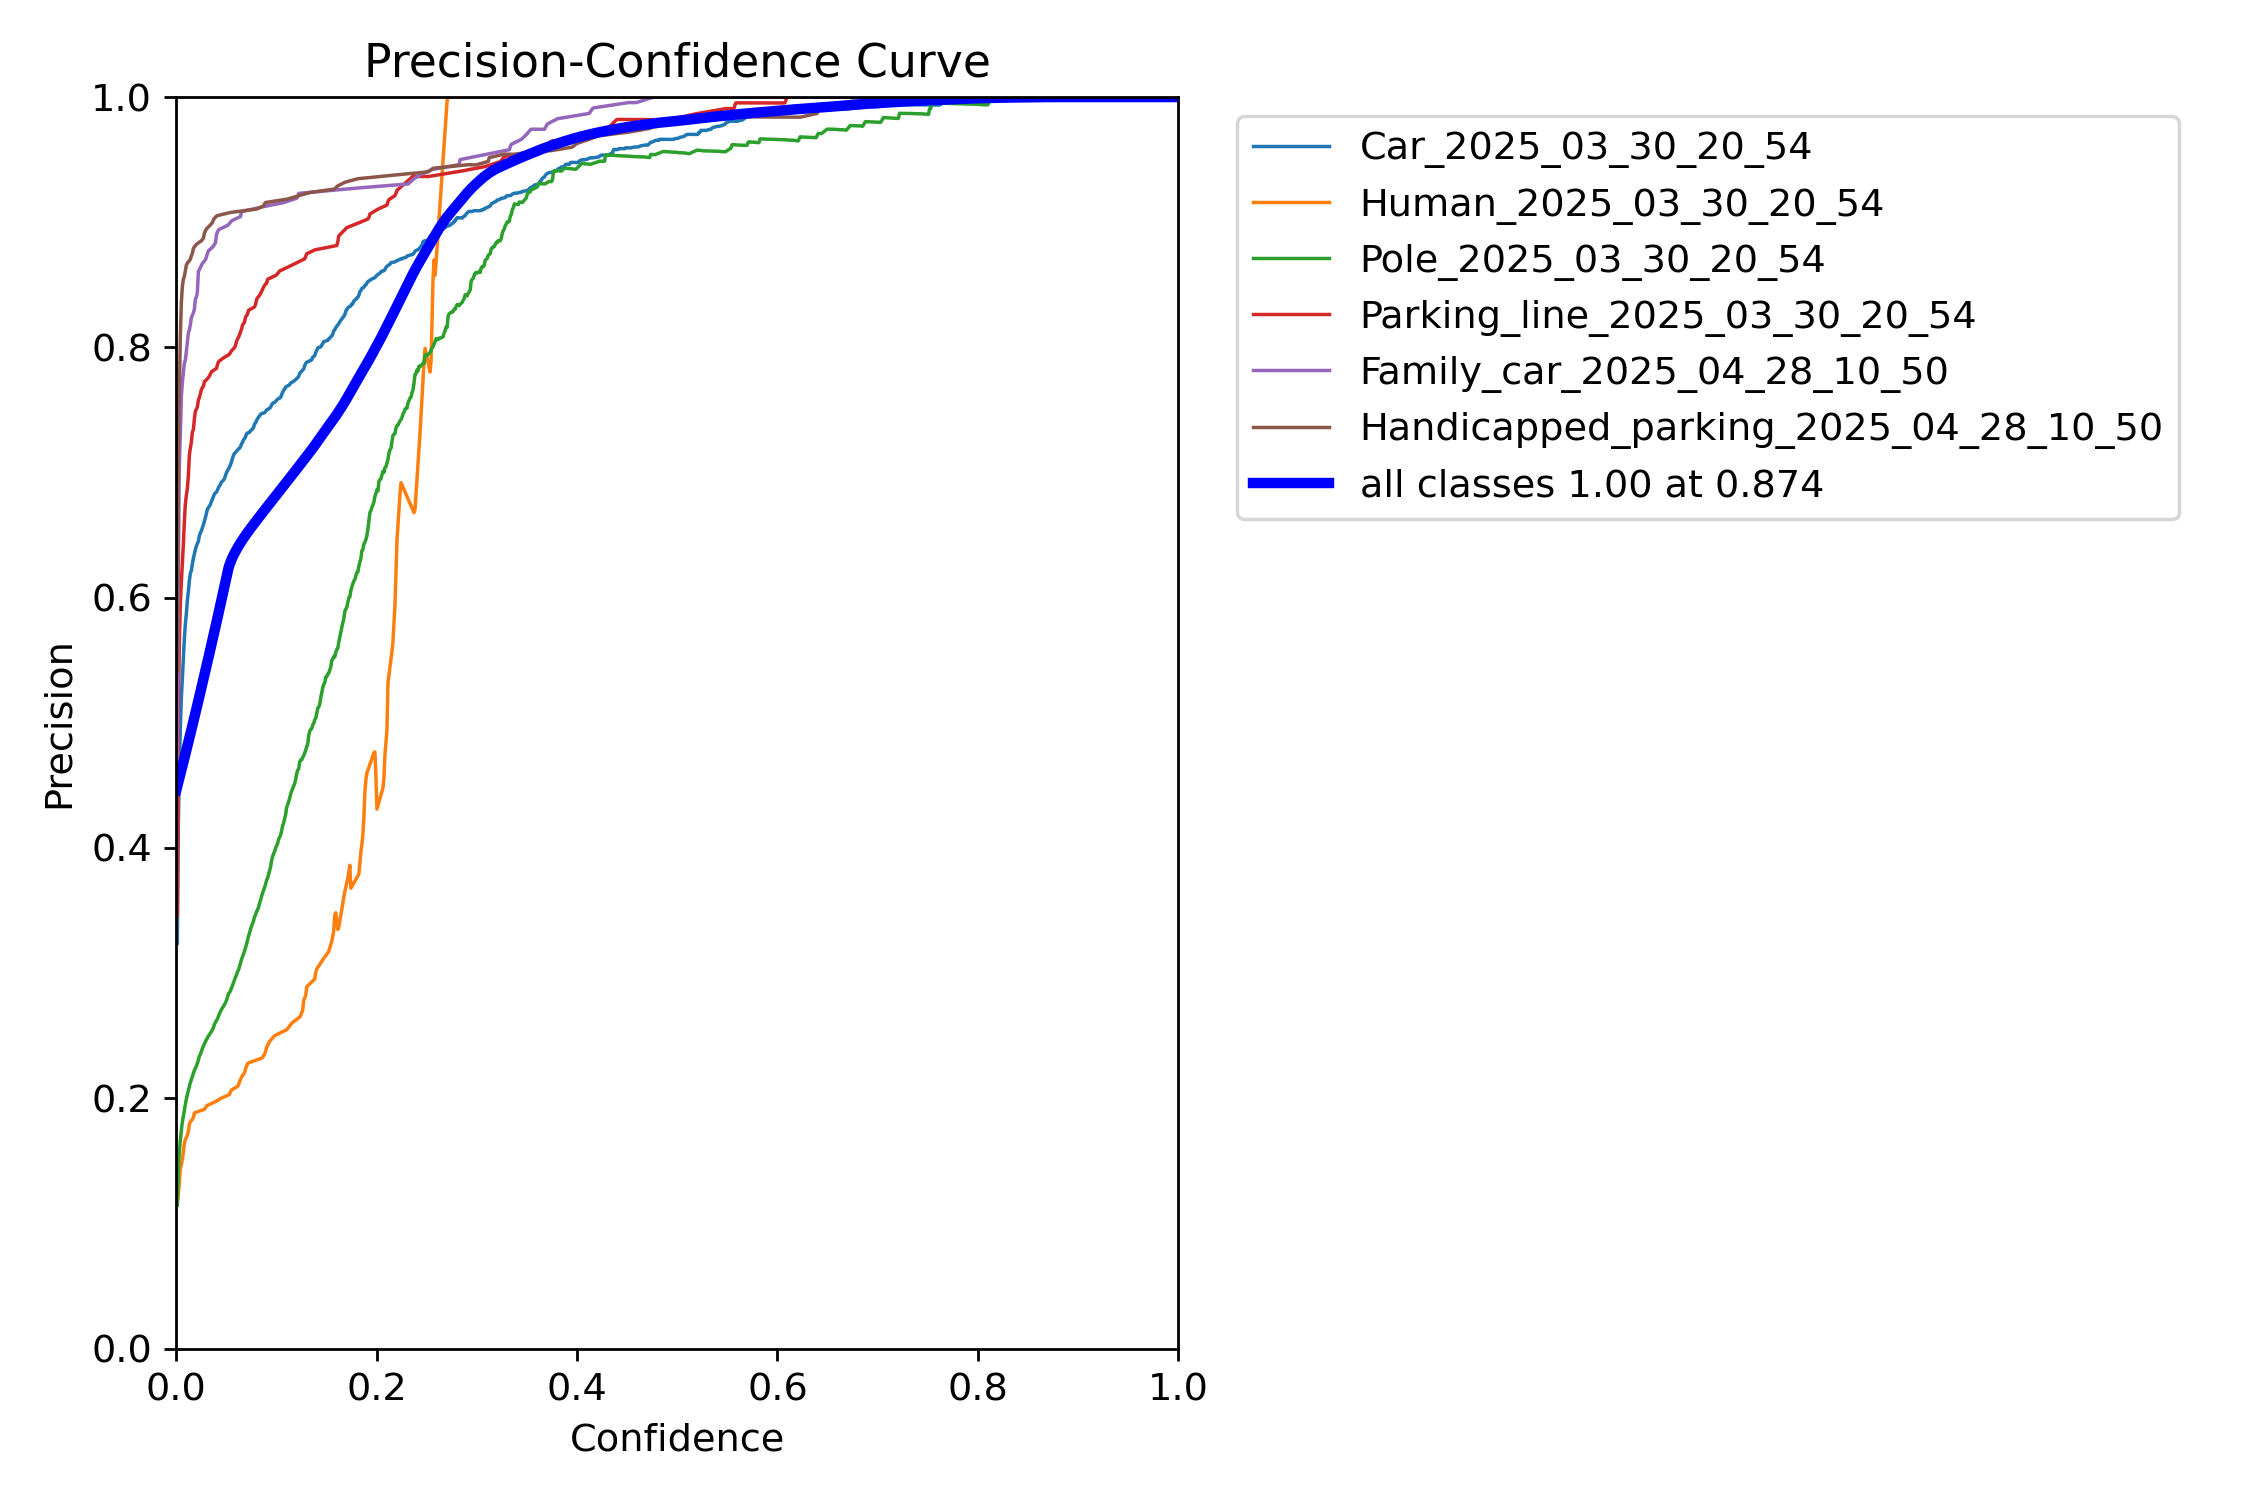 Precision-Confidence Curve
1.0
0.8
0.6
0.4
0.2
0.0
Precision
0.0 0.2 0.4 0.6 0.8 1.0
Confidence
Car_2025_03_30_20_54
Human_2025_03_30_20_54
Pole_2025_03_30_20_54
Parking_line_2025_03_30_20_54
Family_car_2025_04_28_10_50
Handicapped_parking_2025_04_28_10_50
all classes 1.00 at 0.874